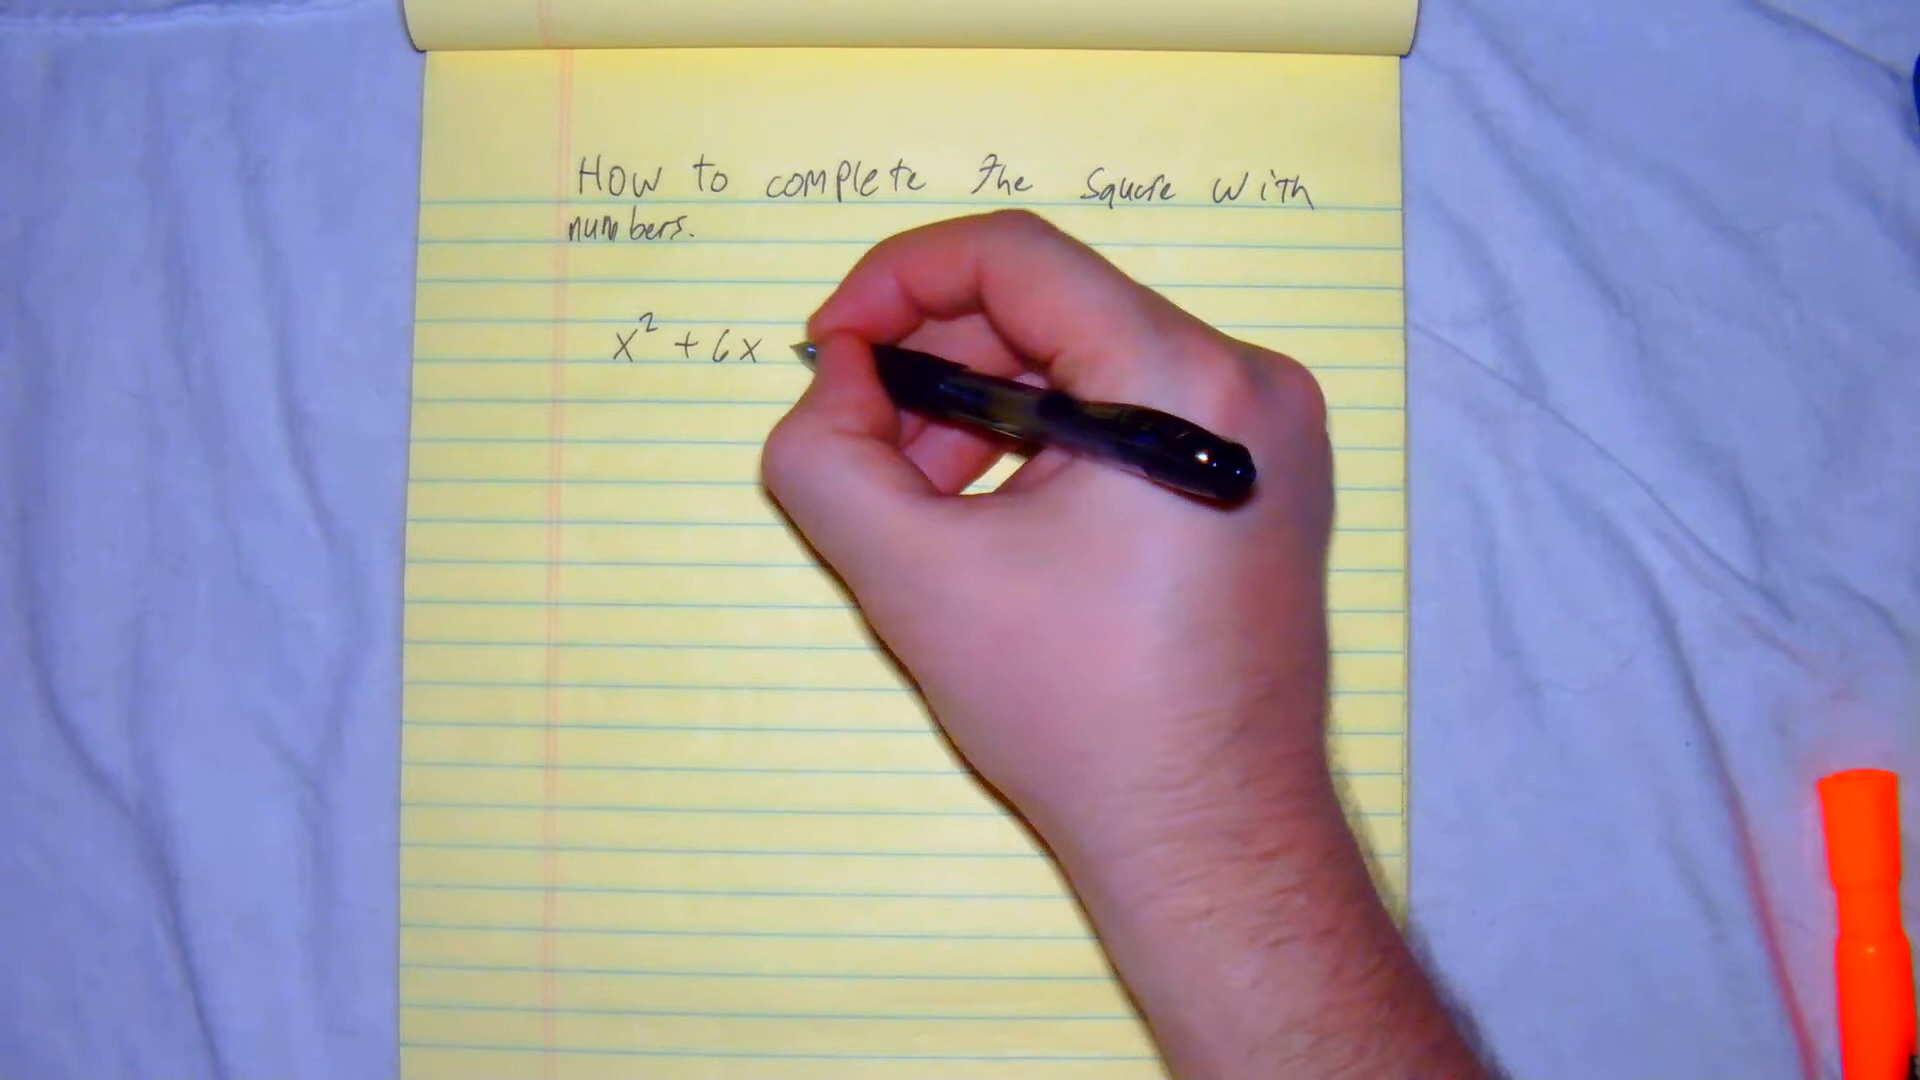 How to complete the square with
numbers.
x² + 6x